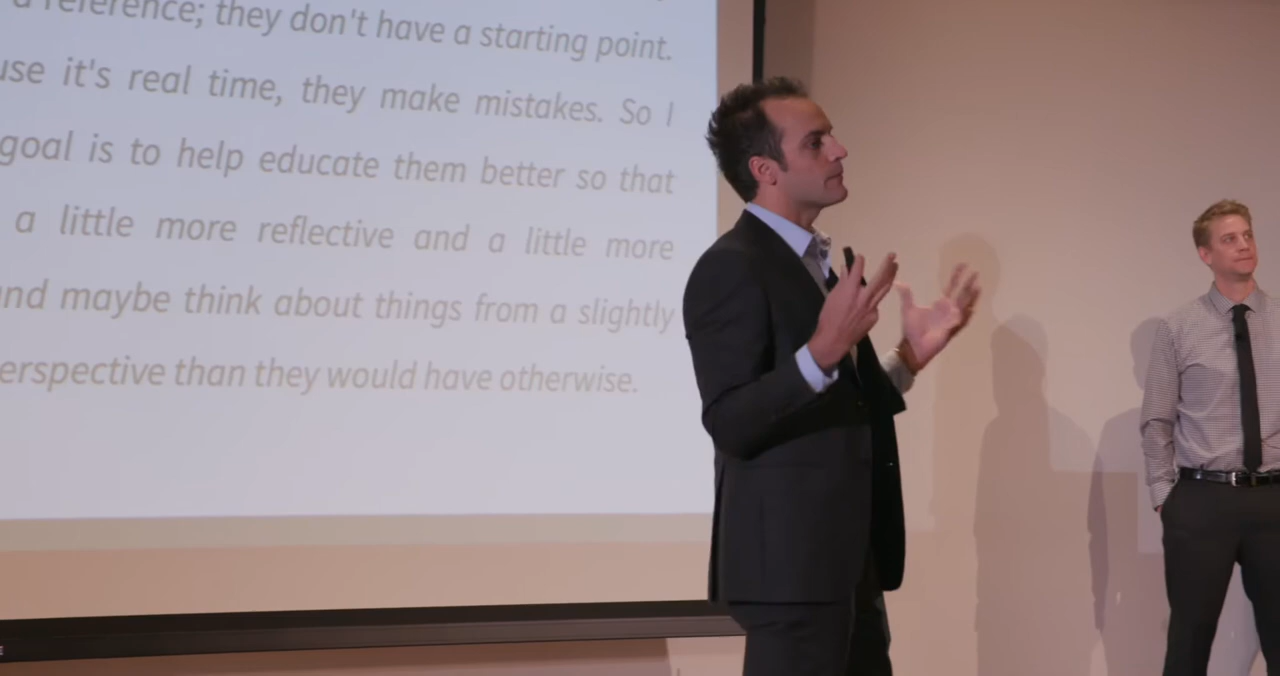 a reference; they don't have a starting point.
use it's real time, they make mistakes. So I
goal is to help educate them better so that
a little more reflective and a little more
and maybe think about things from a slightly
erspective than they would have otherwise.